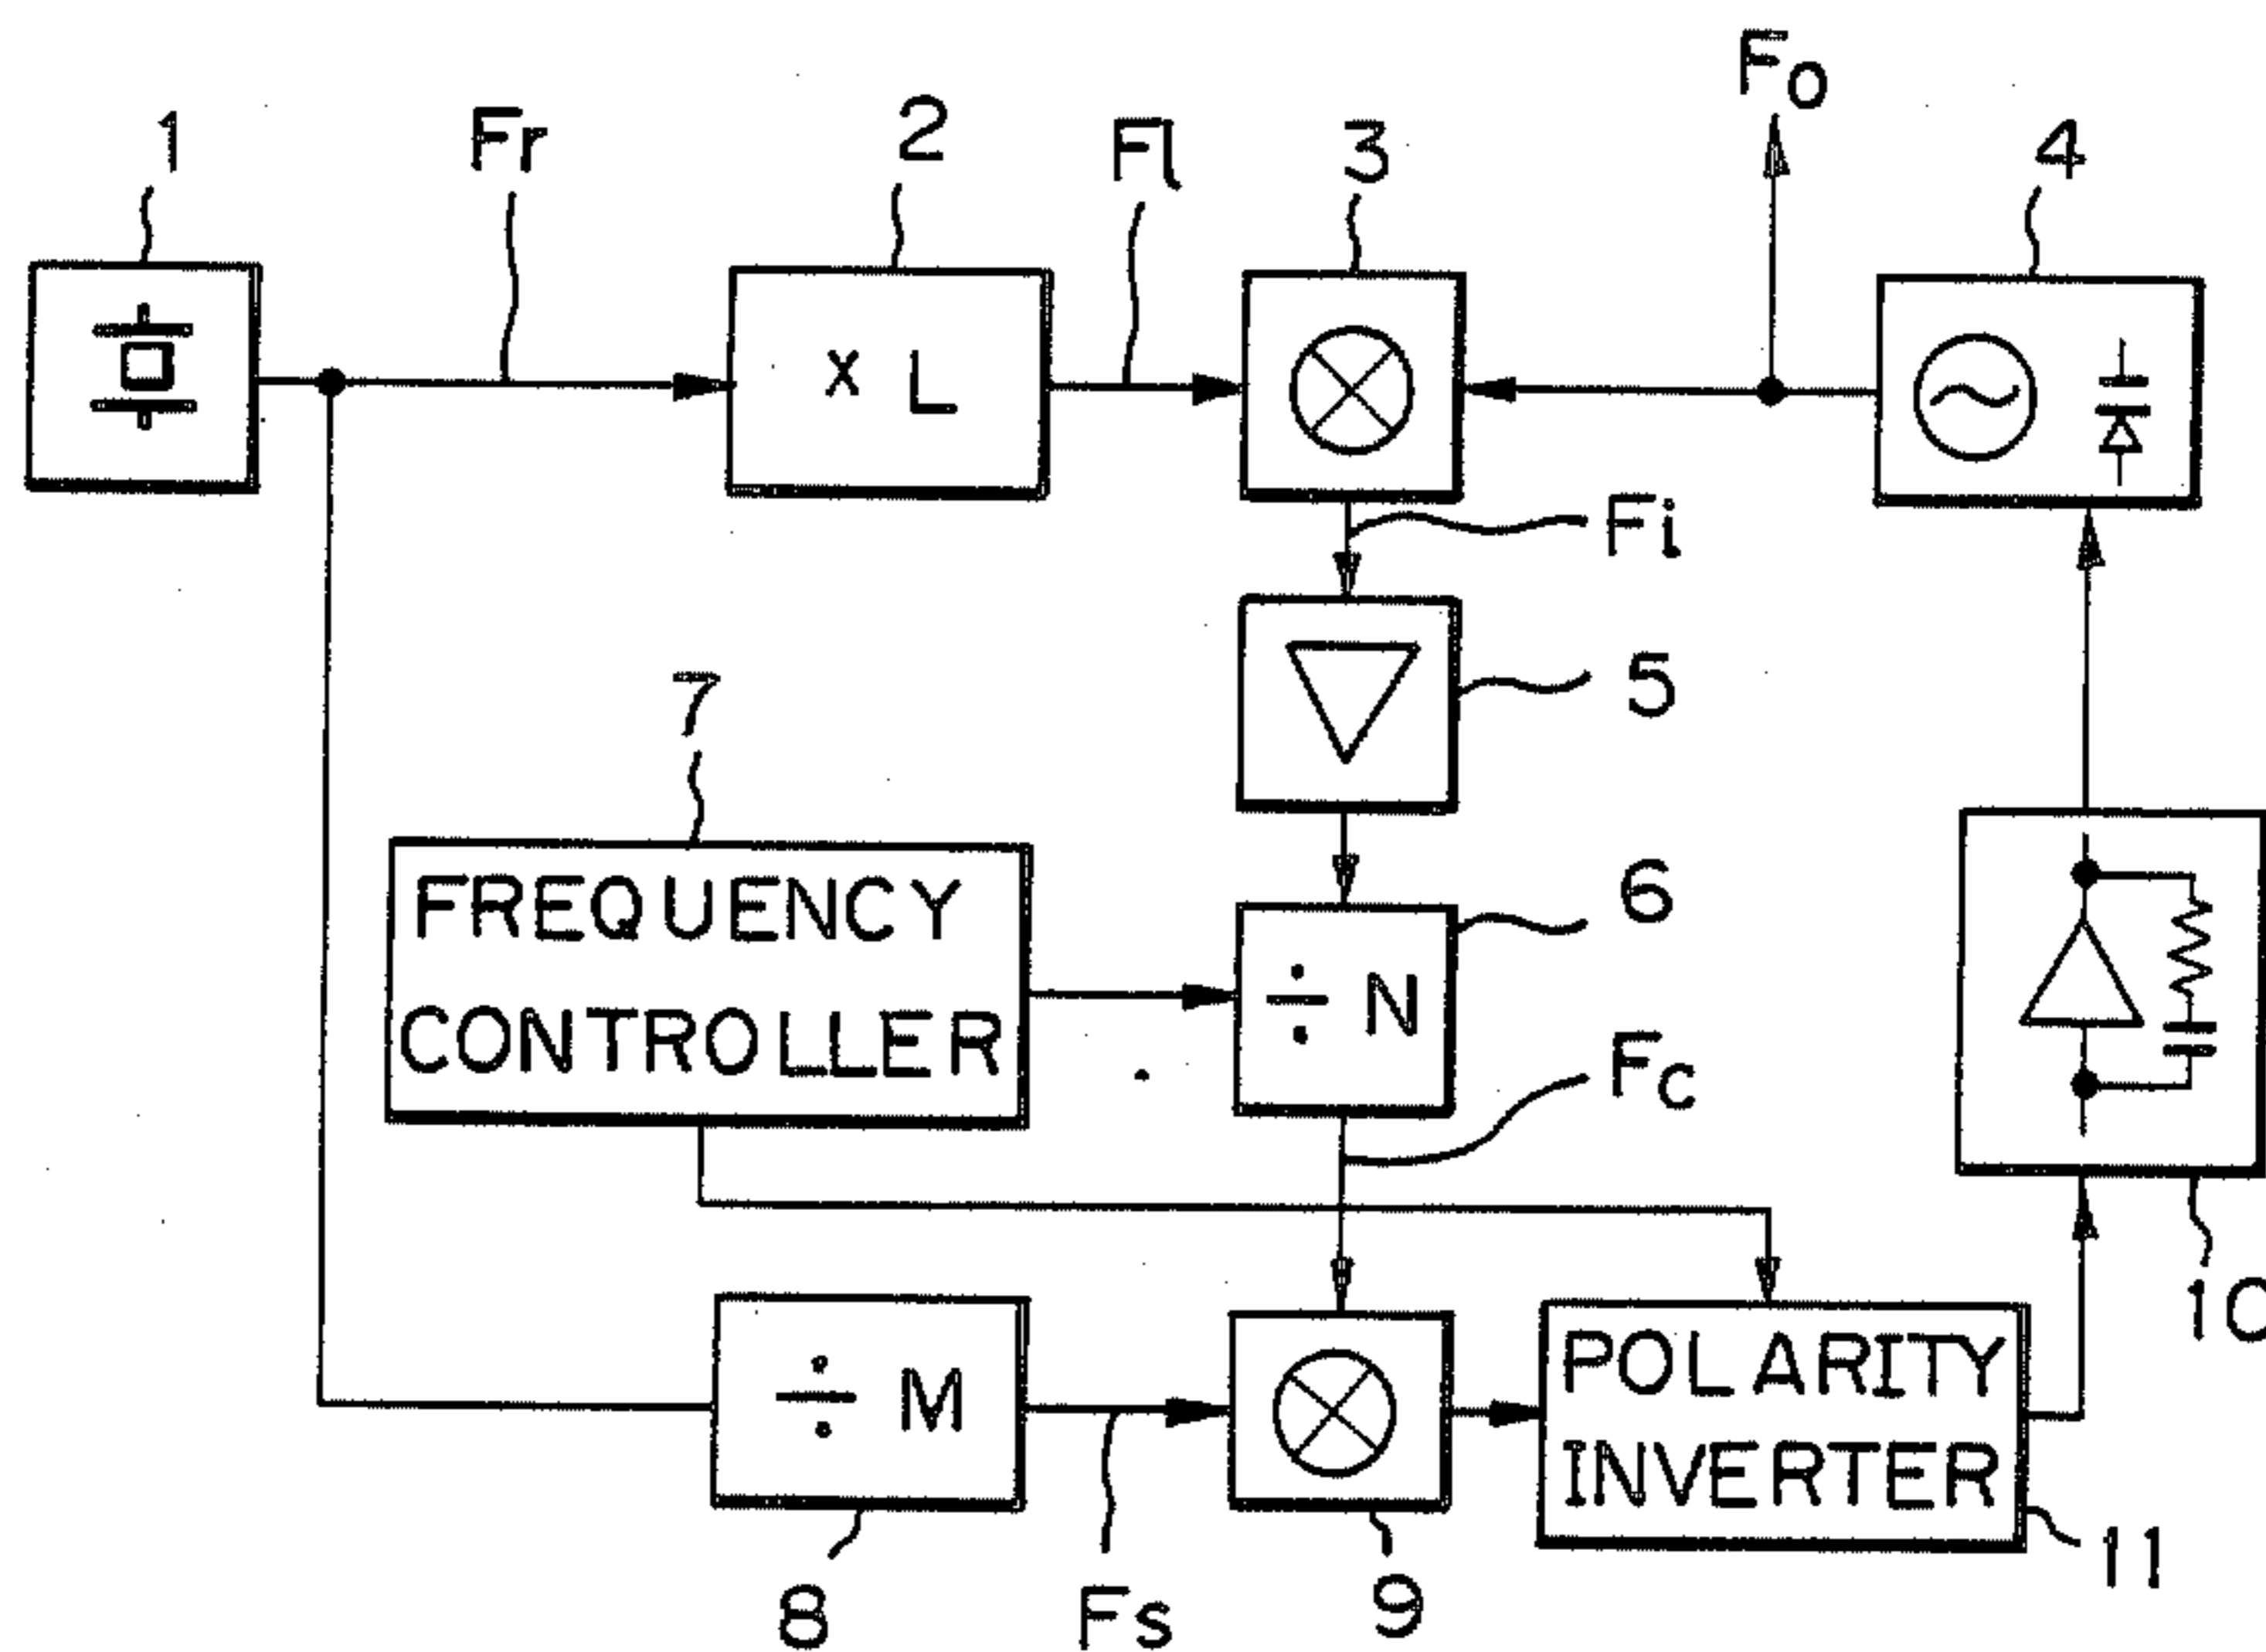 Fo
1
Fr
2
Fl
3
4
x L
Fi
5
7
6
FREQUENCY
CONTROLLER
÷ N
Fc
10
÷ M
POLARITY
INVERTER
11
8
Fs
9